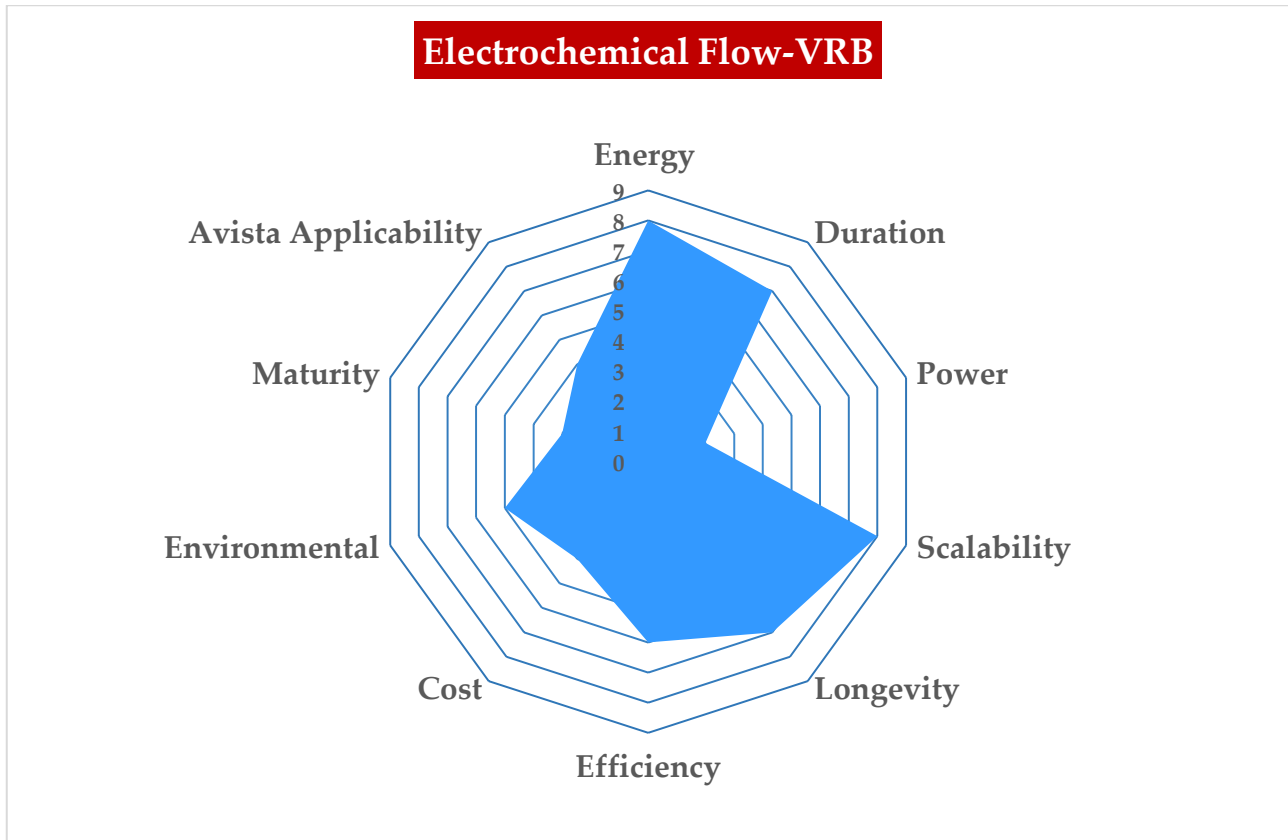 Electrochemical Flow-VRB
Energy
9
8
7
6
5
4
3
2
1
0
Duration
Power
Scalability
Longevity
Efficiency
Cost
Environmental
Maturity
Avista Applicability